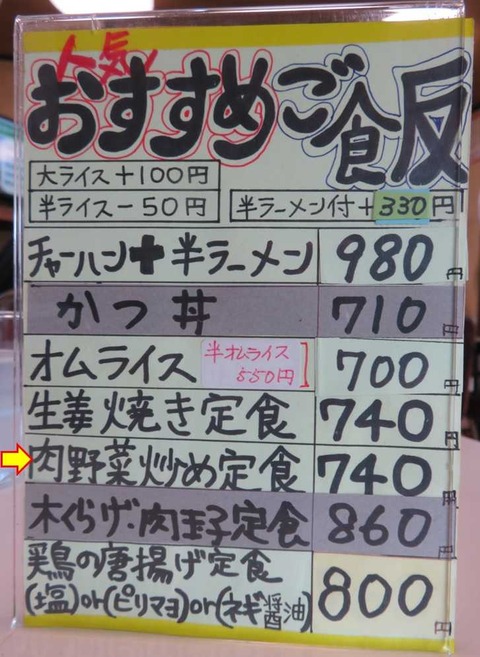 人気!
おすすめご飯
大ライス+100円
半ライス-50円 半ラーメン付+330円
チャーハン+半ラーメン 980円
かつ丼 710円
オムライス 半オムライス 550円 700円
生姜焼き定食 740円
肉野菜炒め定食 740円
木くらげ・肉玉子定食 860円
鶏の唐揚げ定食
(塩)or(ピリマヨ)or(ネギ醤油) 800円